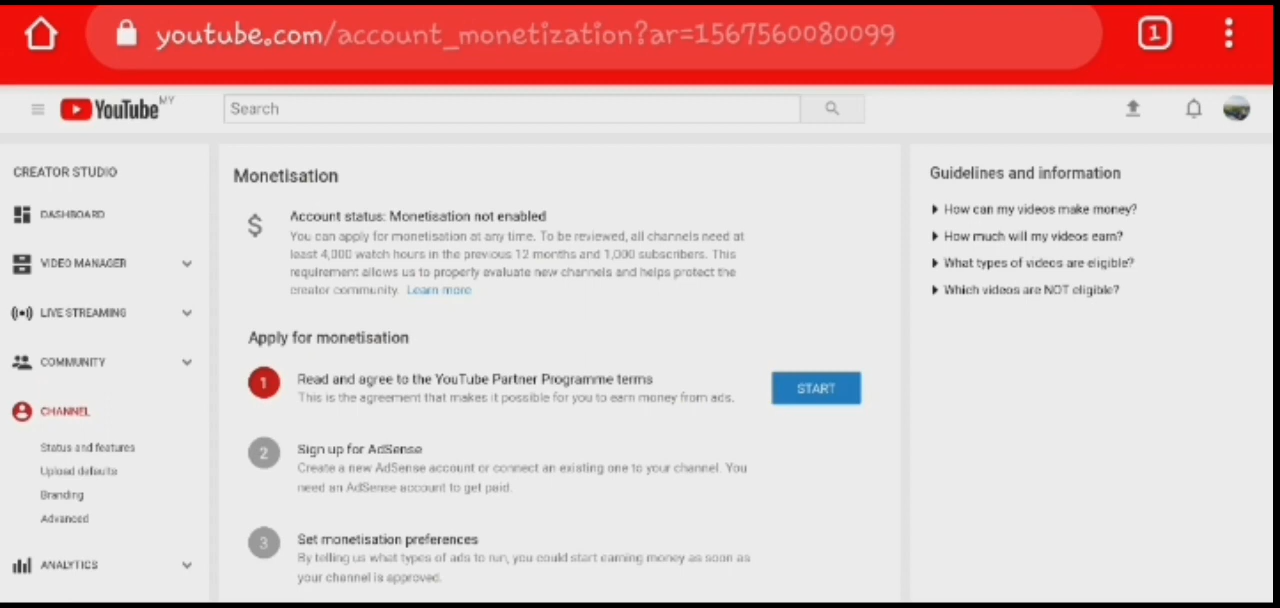 youtube.com/account_monetization?ar=1567560080099
1
YouTube MY
Search
CREATOR STUDIO
DASHBOARD
VIDEO MANAGER
LIVE STREAMING
COMMUNITY
CHANNEL
Status and features
Upload defaults
Branding
Advanced
ANALYTICS
Monetisation
Account status: Monetisation not enabled
You can apply for monetisation at any time. To be reviewed, all channels need at
least 4,000 watch hours in the previous 12 months and 1,000 subscribers. This
requirement allows us to properly evaluate new channels and helps protect the
creator community. Learn more
Apply for monetisation
1
Read and agree to the YouTube Partner Programme terms
This is the agreement that makes it possible for you to earn money from ads.
START
2
Sign up for AdSense
Create a new AdSense account or connect an existing one to your channel. You
need an AdSense account to get paid.
3
Set monetisation preferences
By telling us what types of ads to run, you could start earning money as soon as
your channel is approved.
Guidelines and information
How can my videos make money?
How much will my videos earn?
What types of videos are eligible?
Which videos are NOT eligible?